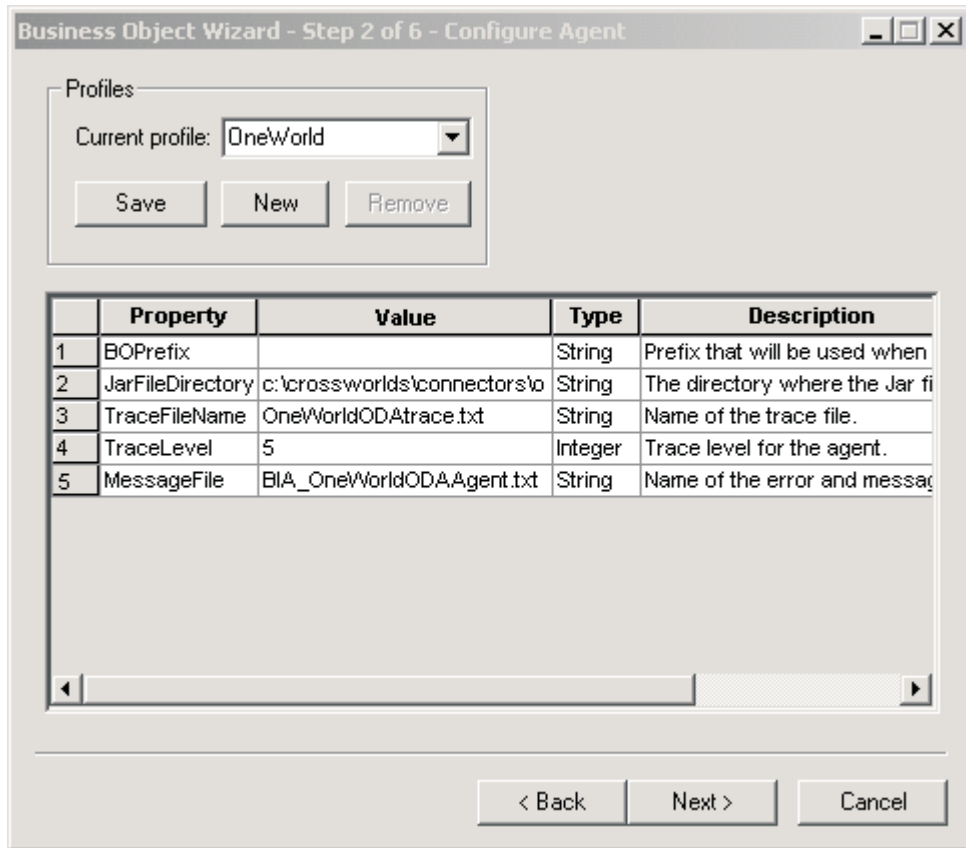 Business Object Wizard - Step 2 of 6 - Configure Agent
Profiles
Current profile: OneWorld
Save New Remove
Property Value Type Description
1 BOPrefix String Prefix that will be used when
2 JarFileDirectory c:\crossworlds\connectors\o String The directory where the Jar fi
3 TraceFileName OneWorldODAtrace.txt String Name of the trace file.
4 TraceLevel 5 Integer Trace level for the agent.
5 MessageFile BIA_OneWorldODAAgent.txt String Name of the error and messag
< Back Next > Cancel